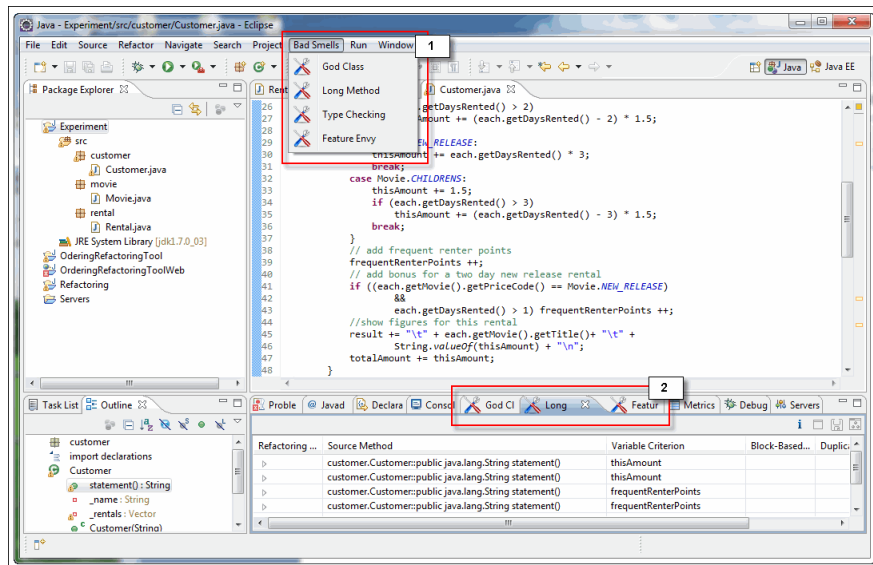 Java - Experiment/src/customer/Customer.java - Eclipse
File Edit Source Refactor Navigate Search Project Bad Smells Run Window
1
God Class
Long Method
Type Checking
Feature Envy
Java Java EE
Package Explorer
Experiment
src
customer
Customer.java
movie
Movie.java
rental
Rental.java
JRE System Library [jdk1.7.0_03]
OderingRefactoringTool
OrderingRefactoringToolWeb
Refactoring
Servers
Rent Customer.java
26 .getDaysRented() > 2)
27 mount += (each.getDaysRented() - 2) * 1.5;
28
29 W_RELEASE:
30 thisAmount += each.getDaysRented() * 3;
31 break;
32 case Movie.CHILDRENS:
33 thisAmount += 1.5;
34 if (each.getDaysRented() > 3)
35 thisAmount += (each.getDaysRented() - 3) * 1.5;
36 break;
37 }
38 // add frequent renter points
39 frequentRenterPoints ++;
40 // add bonus for a two day new release rental
41 if ((each.getMovie().getPriceCode() == Movie.NEW_RELEASE)
42 &&
43 each.getDaysRented() > 1) frequentRenterPoints ++;
44 //show figures for this rental
45 result += "\t" + each.getMovie().getTitle()+ "\t" +
46 String.valueOf(thisAmount) + "\n";
47 totalAmount += thisAmount;
48 }
2
Task List Outline
customer
import declarations
Customer
statement() : String
_name : String
_rentals : Vector
Customer(String)
Proble Javad Declara Consol God Cl Long Featur Metrics Debug Servers
Refactoring ... Source Method Variable Criterion Block-Based... Duplic
customer.Customer::public java.lang.String statement() thisAmount
customer.Customer::public java.lang.String statement() thisAmount
customer.Customer::public java.lang.String statement() frequentRenterPoints
customer.Customer::public java.lang.String statement() frequentRenterPoints